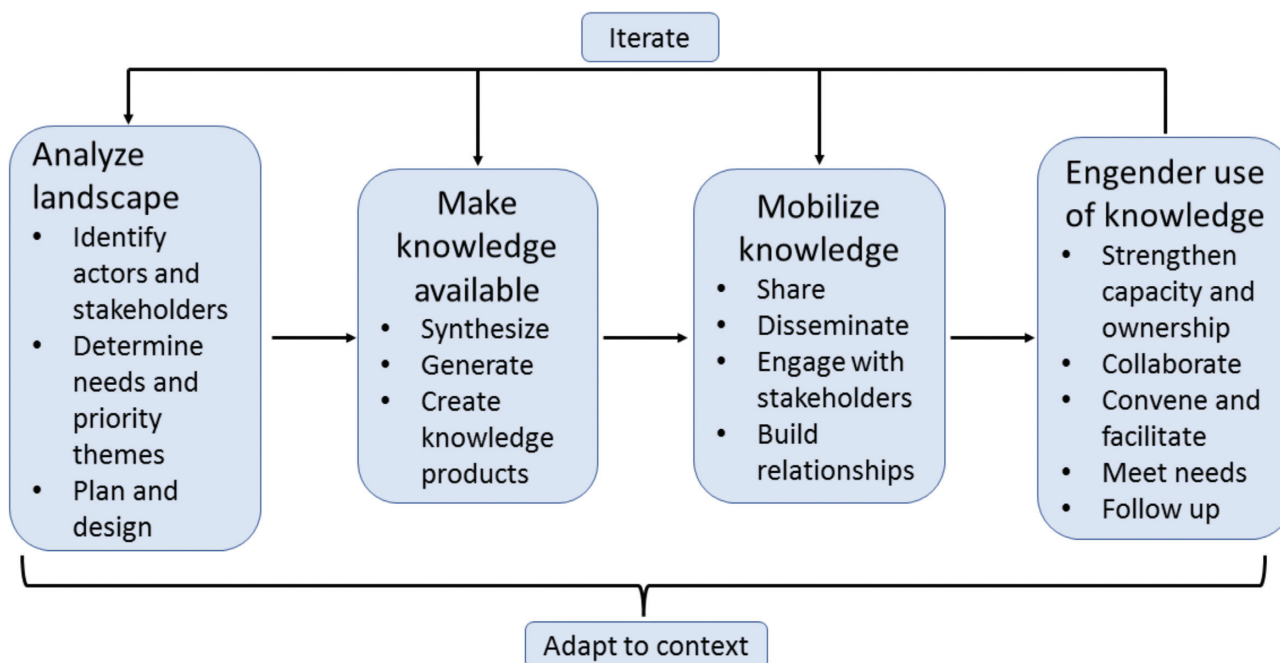 Iterate
Analyze
landscape
• Identify
actors and
stakeholders
• Determine
needs and
priority
themes
• Plan and
design
Make
knowledge
available
• Synthesize
• Generate
• Create
knowledge
products
Mobilize
knowledge
• Share
• Disseminate
• Engage with
stakeholders
• Build
relationships
Engender use
of knowledge
• Strengthen
capacity and
ownership
• Collaborate
• Convene and
facilitate
• Meet needs
• Follow up
Adapt to context